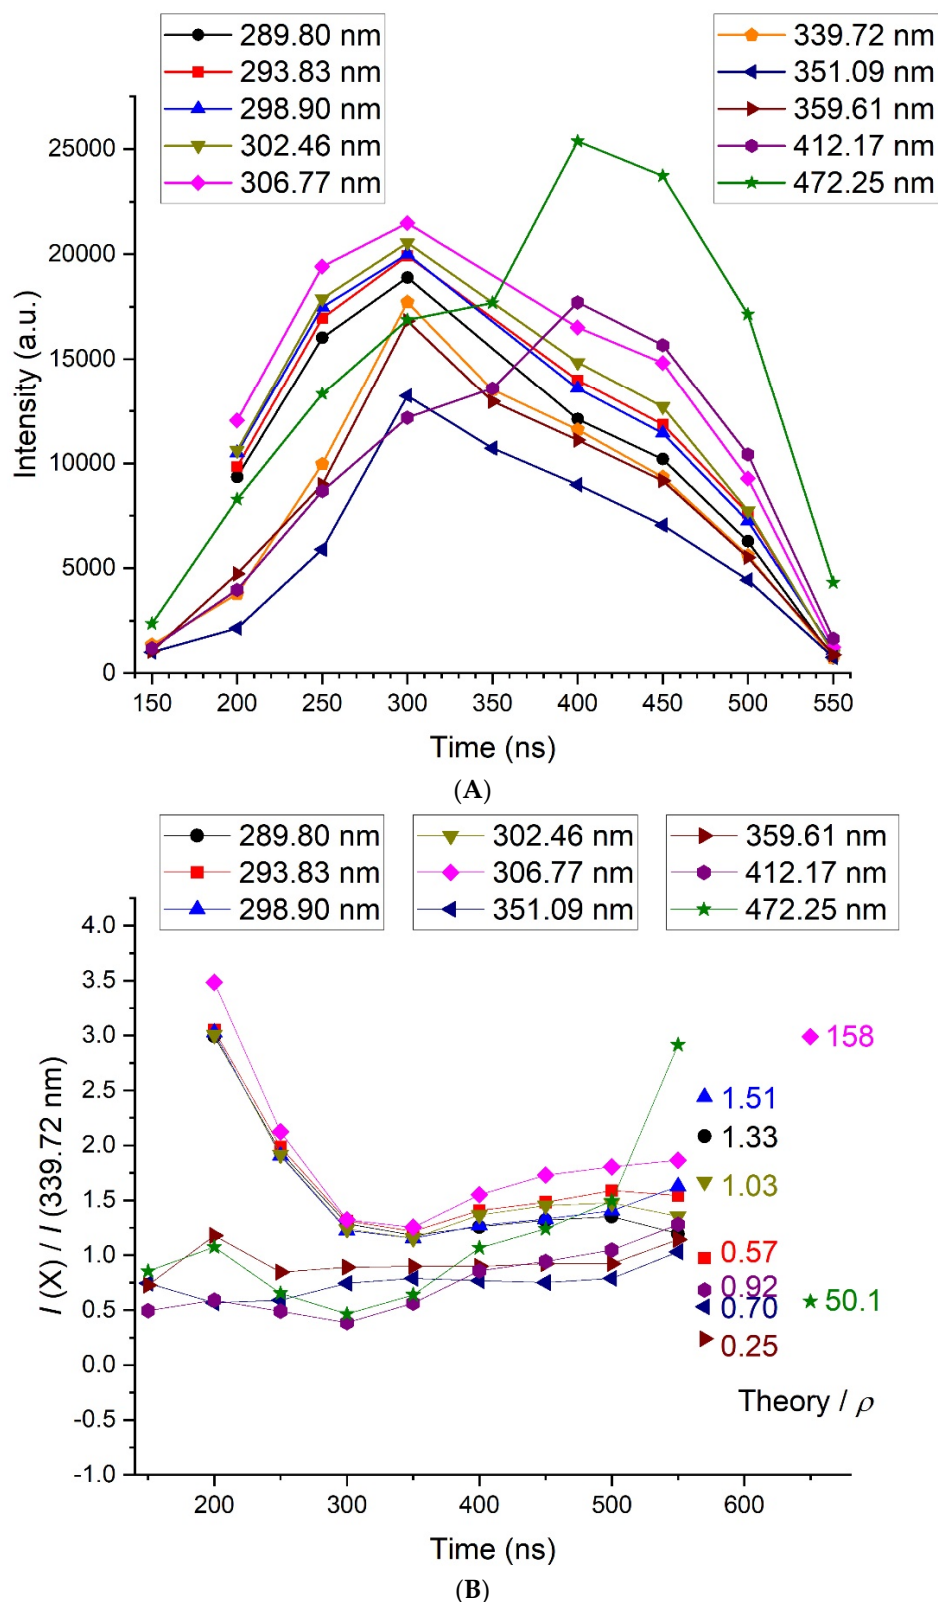 289.80 nm
293.83 nm
298.90 nm
302.46 nm
306.77 nm
339.72 nm
351.09 nm
359.61 nm
412.17 nm
472.25 nm
25000
20000
15000
10000
5000
0
Intensity (a.u.)
150 200 250 300 350 400 450 500 550
Time (ns)
(A)
289.80 nm
293.83 nm
298.90 nm
302.46 nm
306.77 nm
351.09 nm
359.61 nm
412.17 nm
472.25 nm
4.0
3.5
3.0
2.5
2.0
1.5
1.0
0.5
0.0
-0.5
-1.0
I (X) / I (339.72 nm)
158
1.51
1.33
1.03
0.57
0.92
0.70
50.1
0.25
Theory / ρ
200 300 400 500 600
Time (ns)
(B)